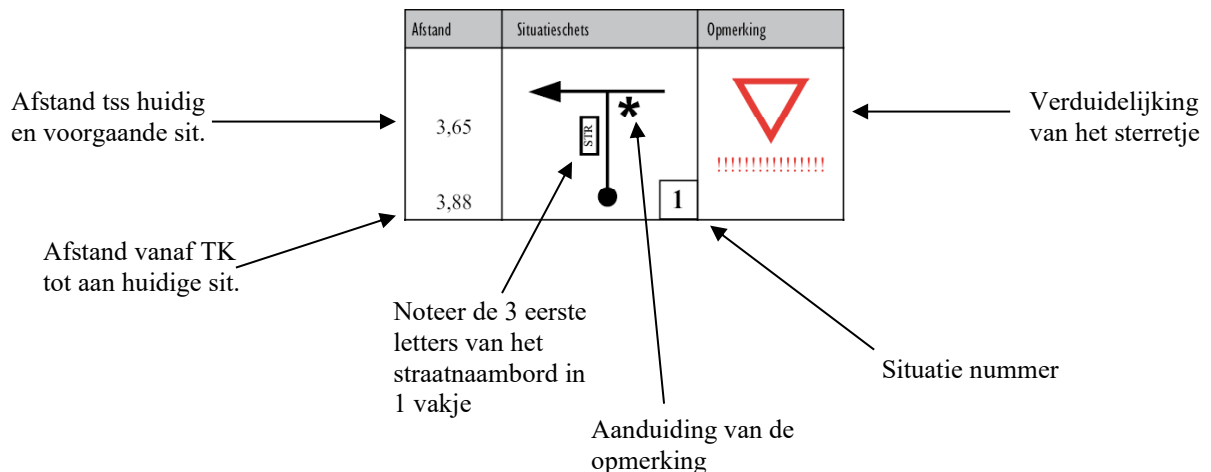 Afstand Situatieschets Opmerking
Afstand tss huidig
en voorgaande sit.
3,65
*
STR
!!!!!!!!!!!!!!!!
Verduidelijking
van het sterretje
3,88
1
Afstand vanaf TK
tot aan huidige sit.
Noteer de 3 eerste
letters van het
straatnaambord in
1 vakje
Situatie nummer
Aanduiding van de
opmerking